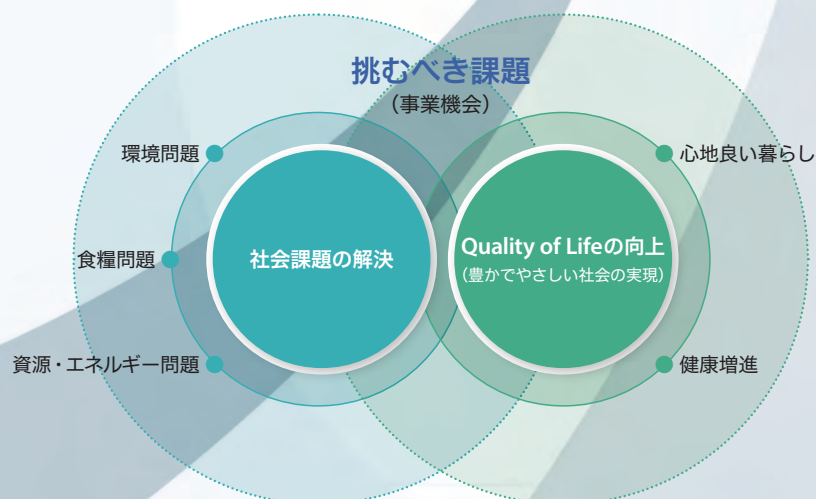 挑むべき課題
（事業機会）
環境問題
食糧問題
資源・エネルギー問題
社会課題の解決
Quality of Lifeの向上
（豊かでやさしい社会の実現）
心地良い暮らし
健康増進